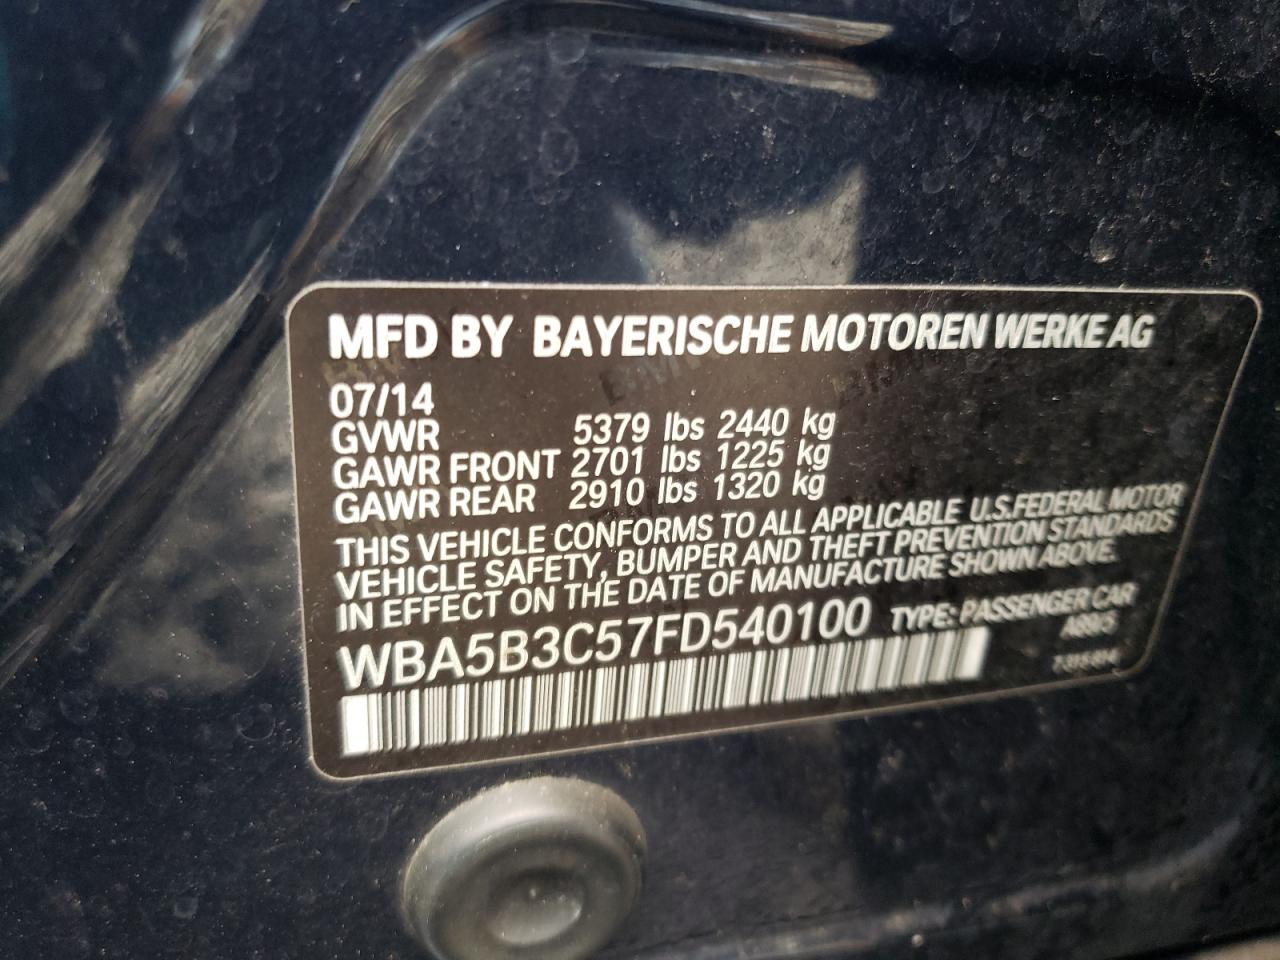 MFD BY BAYERISCHE MOTOREN WERKE AG
07/14
GVWR 5379 lbs 2440 kg
GAWR FRONT 2701 lbs 1225 kg
GAWR REAR 2910 lbs 1320 kg
THIS VEHICLE CONFORMS TO ALL APPLICABLE U.S.FEDERAL MOTOR
VEHICLE SAFETY, BUMPER AND THEFT PREVENTION STANDARDS
IN EFFECT ON THE DATE OF MANUFACTURE SHOWN ABOVE.
WBA5B3C57FD540100 TYPE: PASSENGER CAR